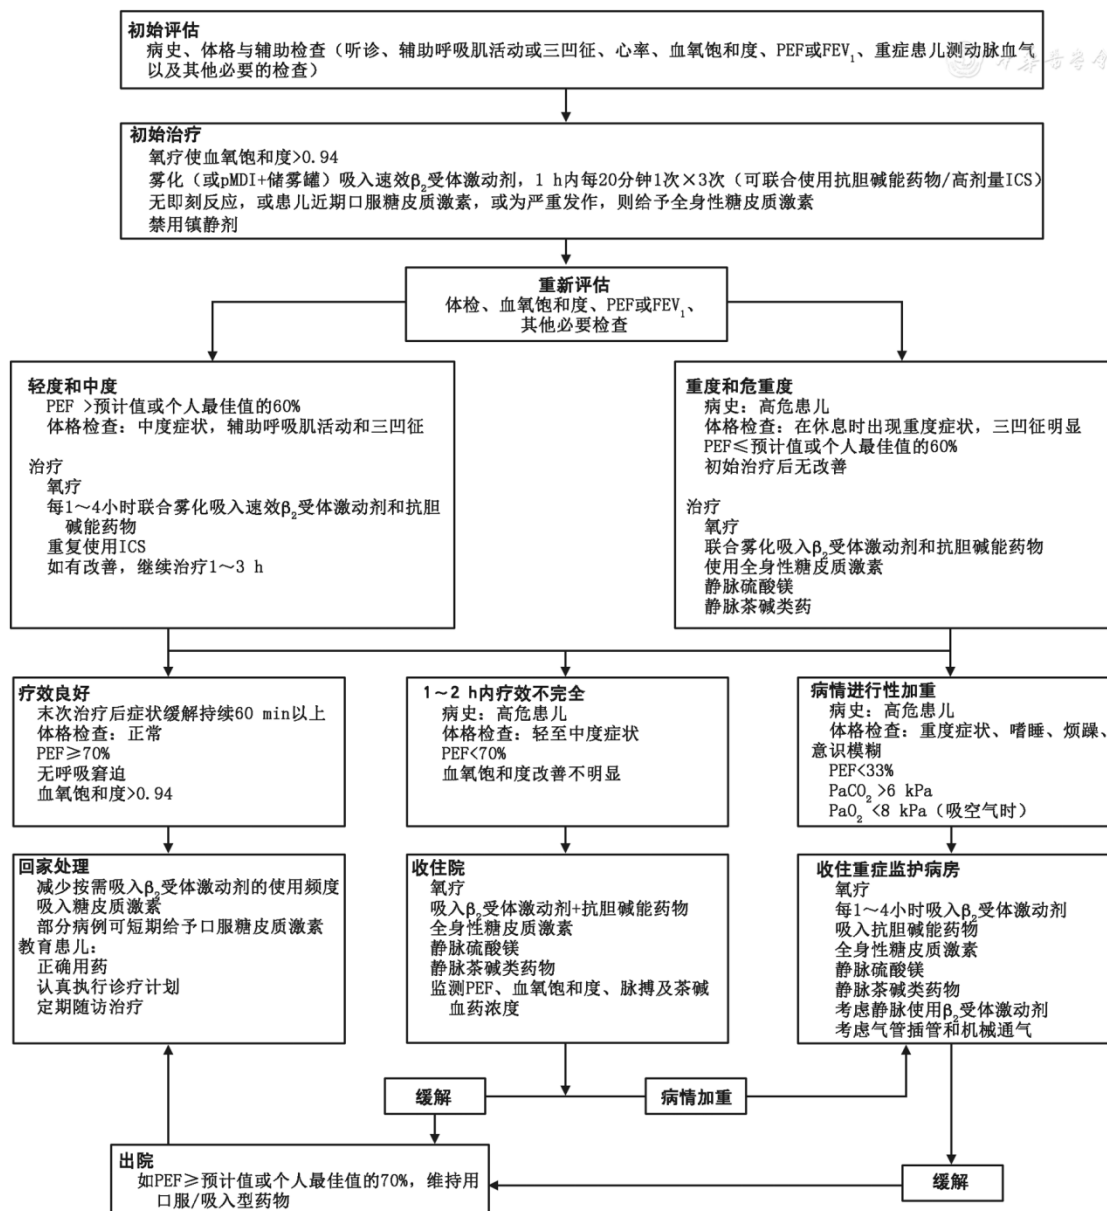 初始评估
病史、体格与辅助检查（听诊、辅助呼吸肌活动或三凹征、心率、血氧饱和度、PEF或FEV₁、重症患儿测动脉血气
以及其他必要的检查）
中华医学会
初始治疗
氧疗使血氧饱和度>0.94
雾化（或pMDI+储雾罐）吸入速效β₂受体激动剂，1 h内每20分钟1次×3次（可联合使用抗胆碱能药物/高剂量ICS）
无即刻反应，或患儿近期口服糖皮质激素，或为严重发作，则给予全身性糖皮质激素
禁用镇静剂
重新评估
体检、血氧饱和度、PEF或FEV₁、
其他必要检查
轻度和中度
PEF >预计值或个人最佳值的60%
体格检查：中度症状，辅助呼吸肌活动和三凹征
治疗
氧疗
每1～4小时联合雾化吸入速效β₂受体激动剂和抗胆
碱能药物
重复使用ICS
如有改善，继续治疗1～3 h
重度和危重度
病史：高危患儿
体格检查：在休息时出现重度症状，三凹征明显
PEF≤预计值或个人最佳值的60%
初始治疗后无改善
治疗
氧疗
联合雾化吸入β₂受体激动剂和抗胆碱能药物
使用全身性糖皮质激素
静脉硫酸镁
静脉茶碱类药
疗效良好
末次治疗后症状缓解持续60 min以上
体格检查：正常
PEF≥70%
无呼吸窘迫
血氧饱和度>0.94
1～2 h内疗效不完全
病史：高危患儿
体格检查：轻至中度症状
PEF<70%
血氧饱和度改善不明显
病情进行性加重
病史：高危患儿
体格检查：重度症状、嗜睡、烦躁、
意识模糊
PEF<33%
PaCO₂ >6 kPa
PaO₂ <8 kPa（吸空气时）
回家处理
减少按需吸入β₂受体激动剂的使用频度
吸入糖皮质激素
部分病例可短期给予口服糖皮质激素
教育患儿：
正确用药
认真执行诊疗计划
定期随访治疗
收住院
氧疗
吸入β₂受体激动剂+抗胆碱能药物
全身性糖皮质激素
静脉硫酸镁
静脉茶碱类药物
监测PEF、血氧饱和度、脉搏及茶碱
血药浓度
收住重症监护病房
氧疗
每1～4小时吸入β₂受体激动剂
吸入抗胆碱能药物
全身性糖皮质激素
静脉硫酸镁
静脉茶碱类药物
考虑静脉使用β₂受体激动剂
考虑气管插管和机械通气
缓解
病情加重
出院
如PEF≥预计值或个人最佳值的70%，维持用
口服/吸入型药物
缓解